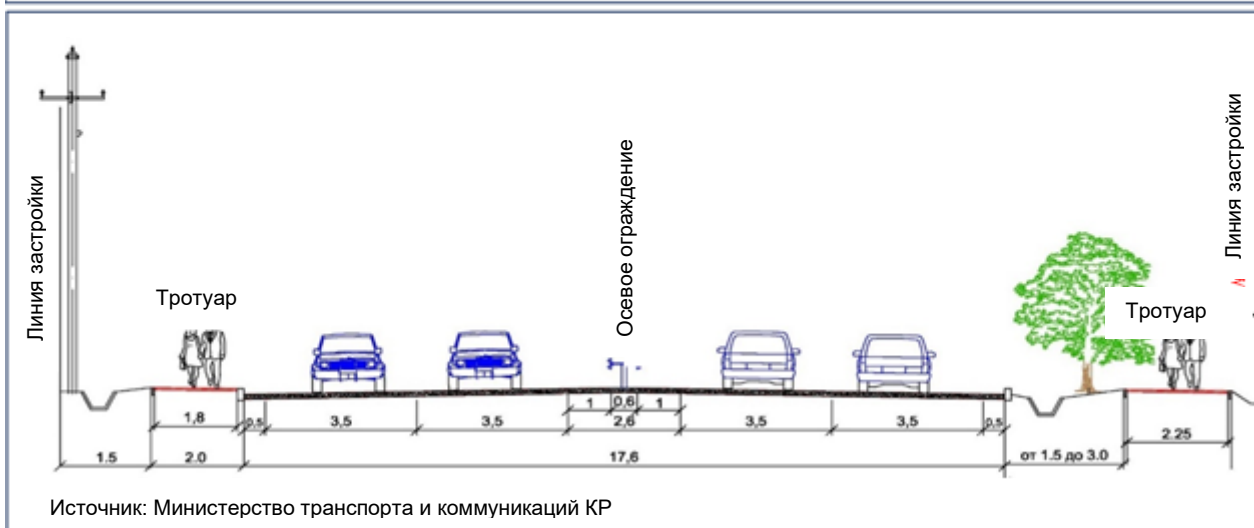 Линия застройки
Тротуар
Осевое ограждение
Линия застройки
Тротуар
1,8
0,5
3,5
3,5
1
0,6
1
2,6
3,5
3,5
0,5
2.25
1.5
2.0
17,6
от 1.5 до 3.0
Источник: Министерство транспорта и коммуникаций КР